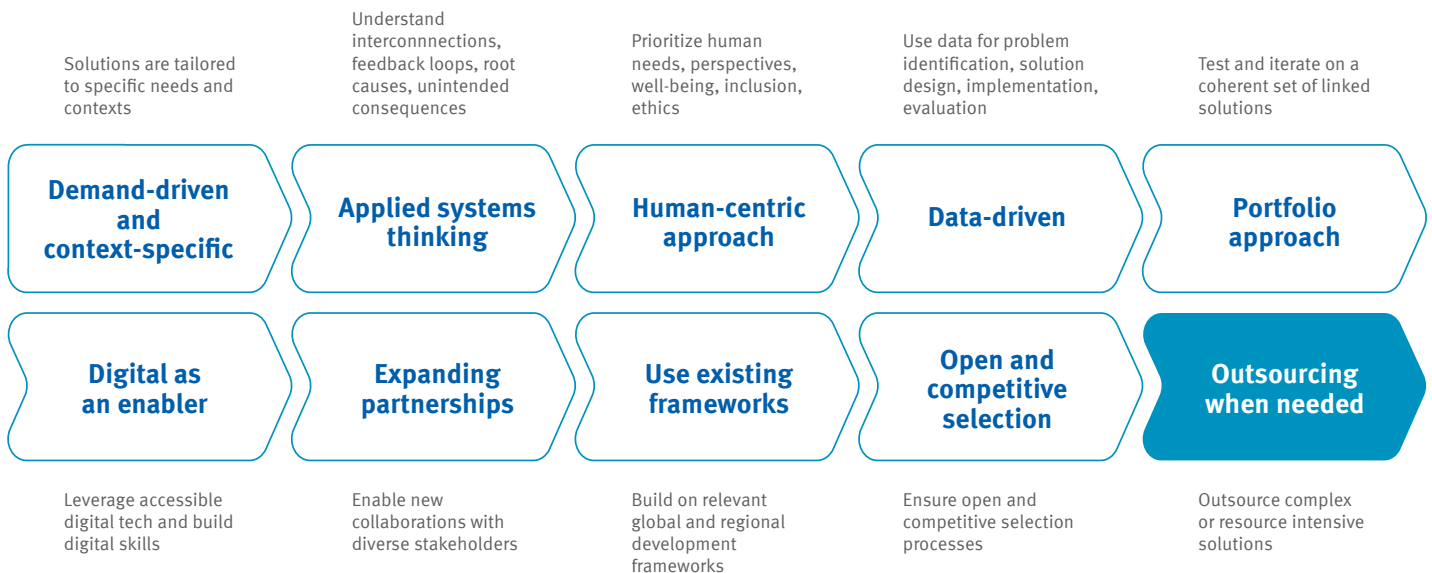 Solutions are tailored
to specific needs and
contexts
Understand
interconnnections,
feedback loops, root
causes, unintended
consequences
Prioritize human
needs, perspectives,
well-being, inclusion,
ethics
Use data for problem
identification, solution
design, implementation,
evaluation
Test and iterate on a
coherent set of linked
solutions
Demand-driven
and
context-specific
Applied systems
thinking
Human-centric
approach
Data-driven
Portfolio
approach
Digital as
an enabler
Expanding
partnerships
Use existing
frameworks
Open and
competitive
selection
Outsourcing
when needed
Leverage accessible
digital tech and build
digital skills
Enable new
collaborations with
diverse stakeholders
Build on relevant
global and regional
development
frameworks
Ensure open and
competitive selection
processes
Outsource complex
or resource intensive
solutions